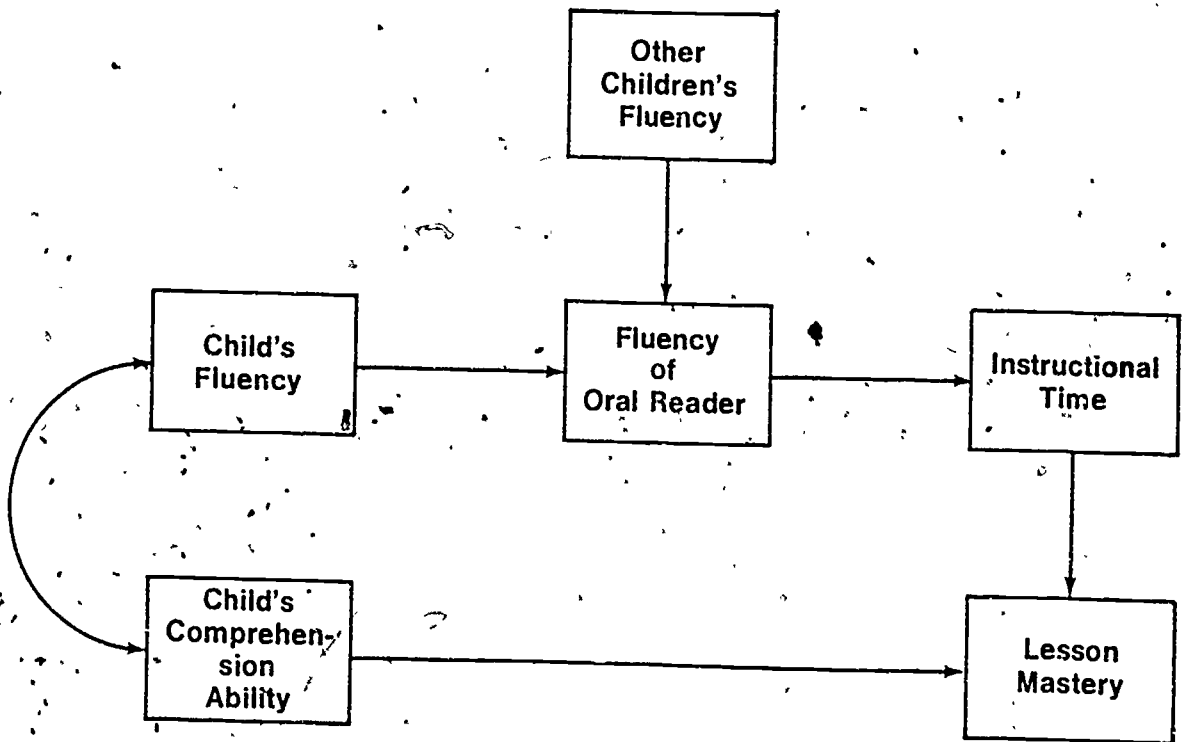 Other
Children's
Fluency
Child's
Fluency
Fluency
of
Oral Reader
Instructional
Time
Child's
Comprehen-
sion
Ability
Lesson
Mastery